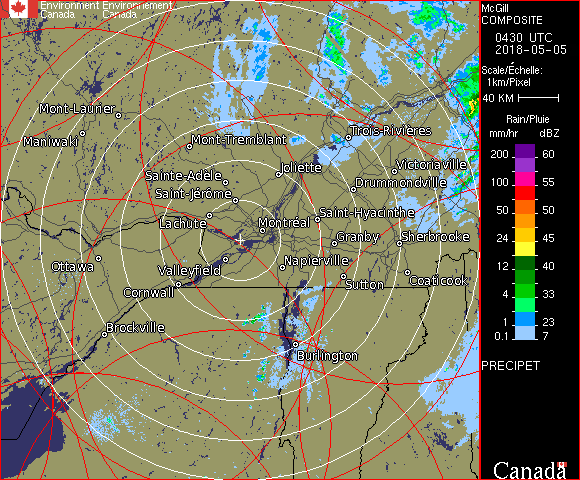 Environment Environnement
Canada Canada
McGill
COMPOSITE
0430 UTC
2018-05-05
Scale/Échelle:
1km/Pixel
40 KM
Rain/Pluie
mm/hr dBZ
200 60
100 55
50 50
24 45
12 40
4 33
1 23
0.1 7
PRECIPET
Mont-Laurier
Maniwaki
Mont-Tremblant
Trois-Rivières
Sainte-Adèle
Joliette
Victoriaville
Drummondville
Saint-Jérôme
Lachute
Montréal
Saint-Hyacinthe
Granby
Sherbrooke
Ottawa
Valleyfield
Napierville
Cornwall
Sutton
Coaticook
Brockville
Burlington
Canada